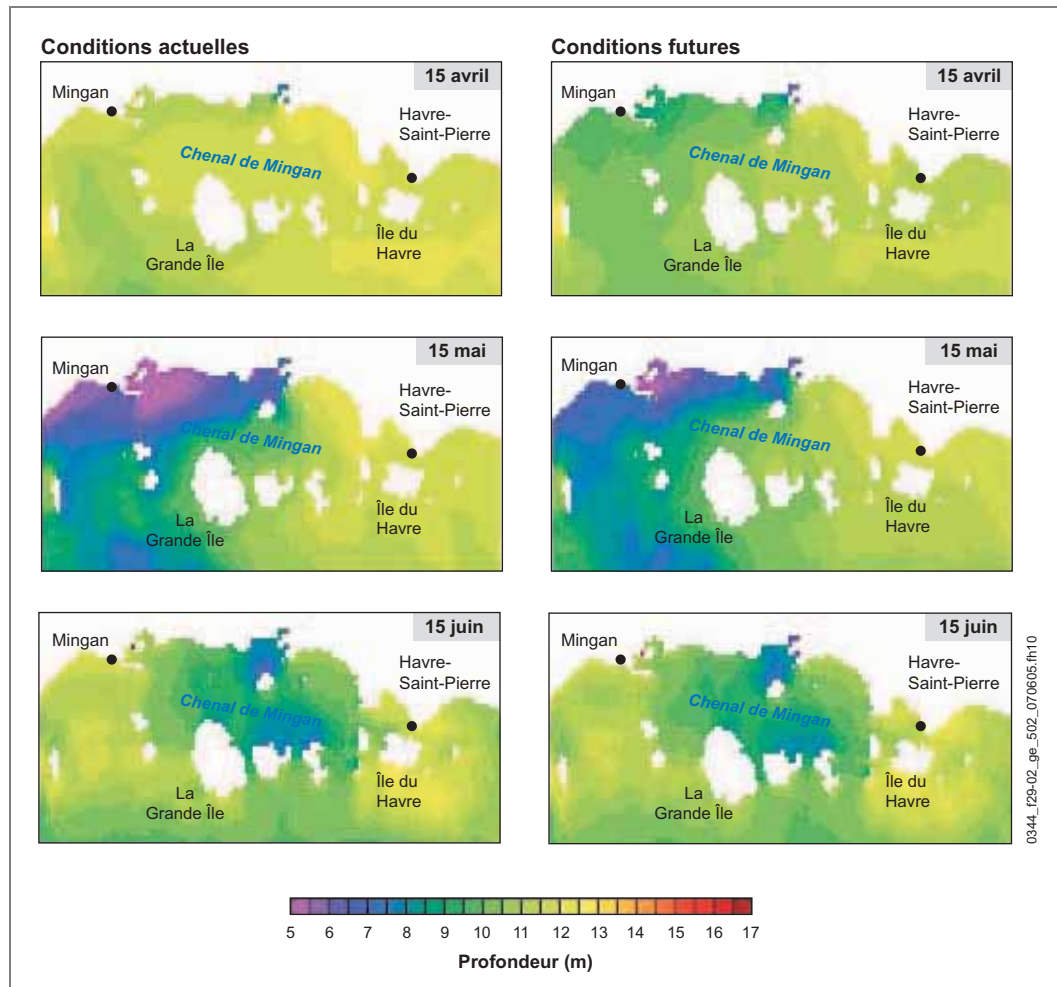 Conditions actuelles
Conditions futures
15 avril
Mingan
Havre-
Saint-Pierre
Chenal de Mingan
La
Grande Île
Île du
Havre
15 avril
Mingan
Havre-
Saint-Pierre
Chenal de Mingan
La
Grande Île
Île du
Havre
15 mai
Mingan
Havre-
Saint-Pierre
Chenal de Mingan
La
Grande Île
Île du
Havre
15 mai
Mingan
Havre-
Saint-Pierre
Chenal de Mingan
La
Grande Île
Île du
Havre
15 juin
Mingan
Havre-
Saint-Pierre
Chenal de Mingan
La
Grande Île
Île du
Havre
15 juin
Mingan
Havre-
Saint-Pierre
Chenal de Mingan
La
Grande Île
Île du
Havre
5 6 7 8 9 10 11 12 13 14 15 16 17
Profondeur (m)
0344_f29-02_ge_502_070605.fh10